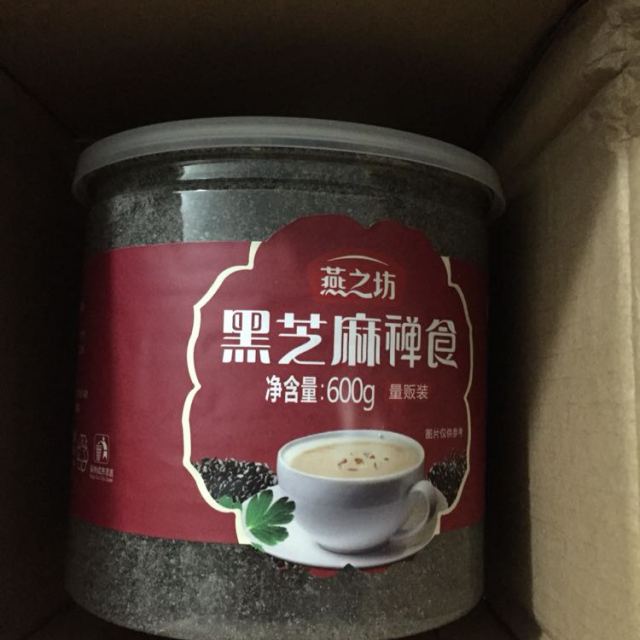 燕之坊
黑芝麻禅食
净含量:600g 量贩装
图片仅供参考